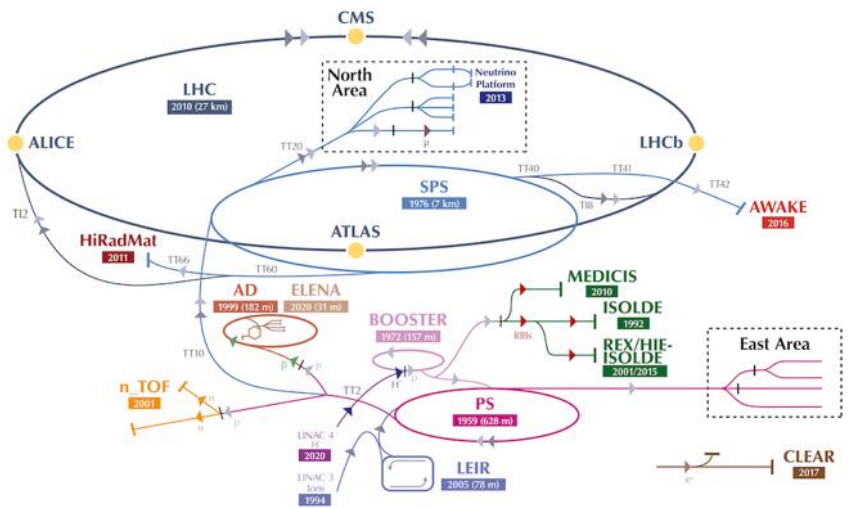 CMS
LHC
2010 (27 km)
North
Area
Neutrino
Platform
2013
p
ALICE
LHCb
TT20
TT40
TT41
TT42
TI8
SPS
1976 (7 km)
AWAKE
2016
TI2
ATLAS
HiRadMat
2011
TT66
TT60
AD
1999 (182 m)
ELENA
2020 (31 m)
MEDICIS
2010
BOOSTER
1972 (157 m)
ISOLDE
1992
RIBs
REX/HIE-
ISOLDE
2001/2015
East Area
TT10
p
p
H-
p
TT2
n_TOF
2001
n
n
p
PS
1959 (628 m)
LINAC 4
H-
2020
LINAC 3
Ions
1994
LEIR
2005 (78 m)
CLEAR
2017
e-